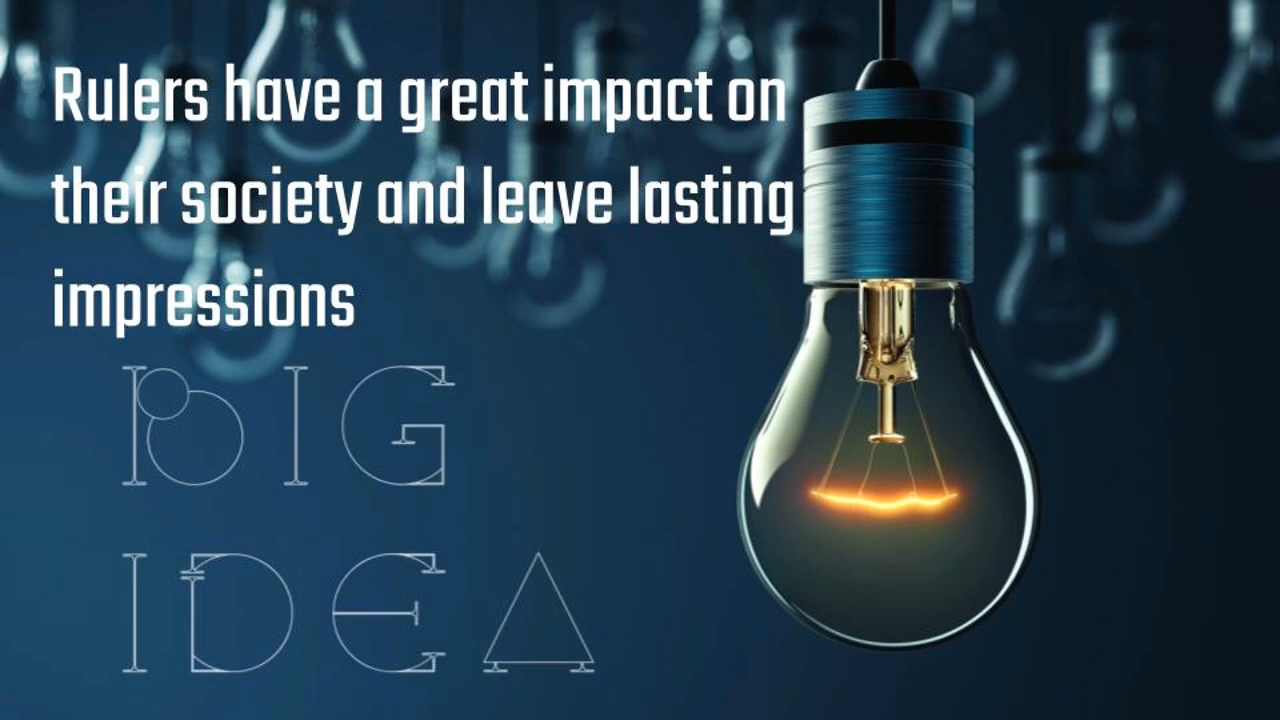 Rulers have a great impact on
their society and leave lasting
impressions
BIG
IDEA